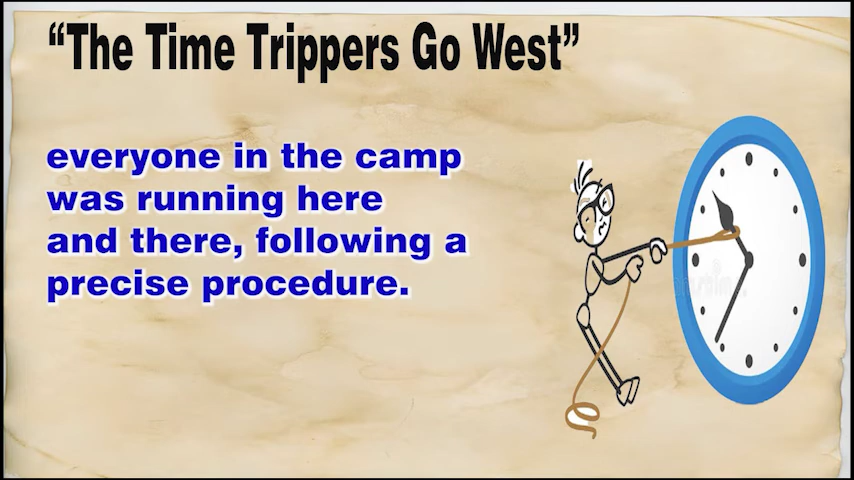 “The Time Trippers Go West”
everyone in the camp
was running here
and there, following a
precise procedure.